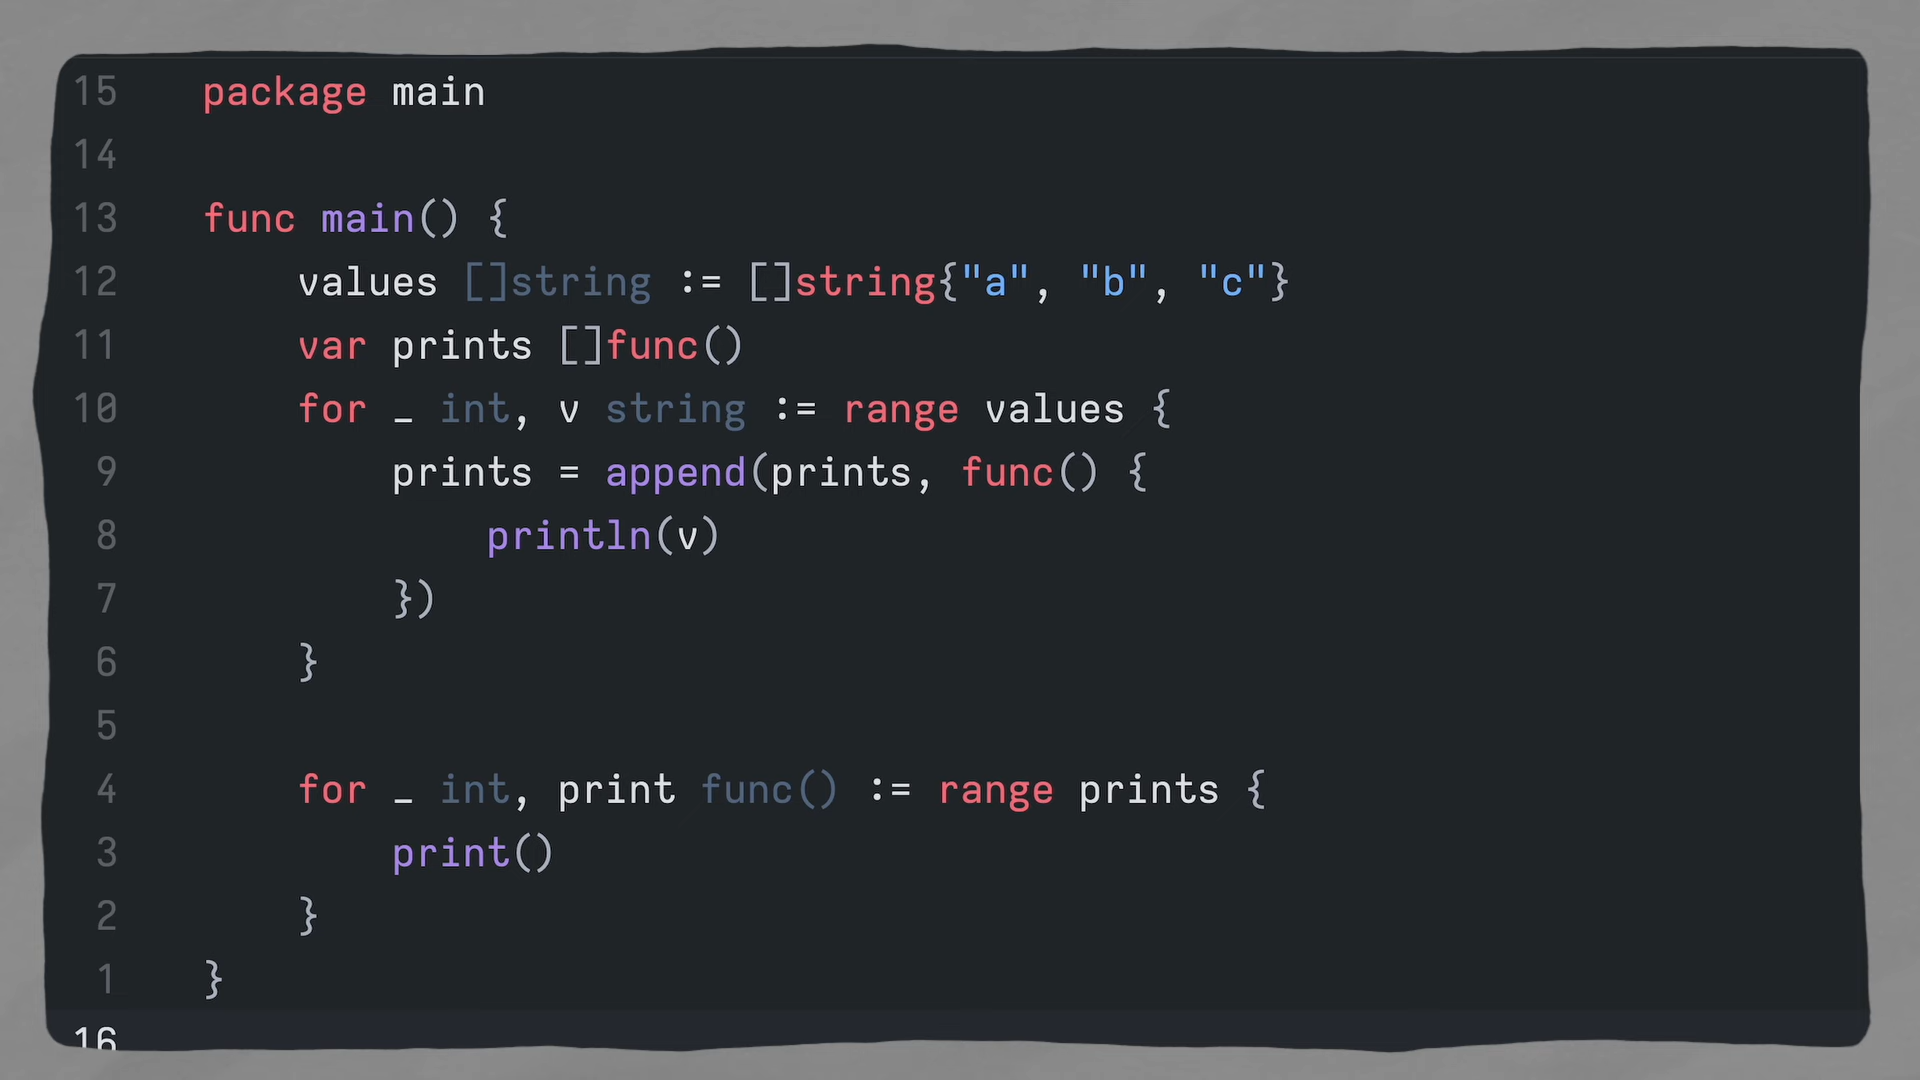 15 package main
14
13 func main() {
12 values []string := []string{"a", "b", "c"}
11 var prints []func()
10 for _ int, v string := range values {
9 prints = append(prints, func() {
8 println(v)
7 })
6 }
5
4 for _ int, print func() := range prints {
3 print()
2 }
1 }
16